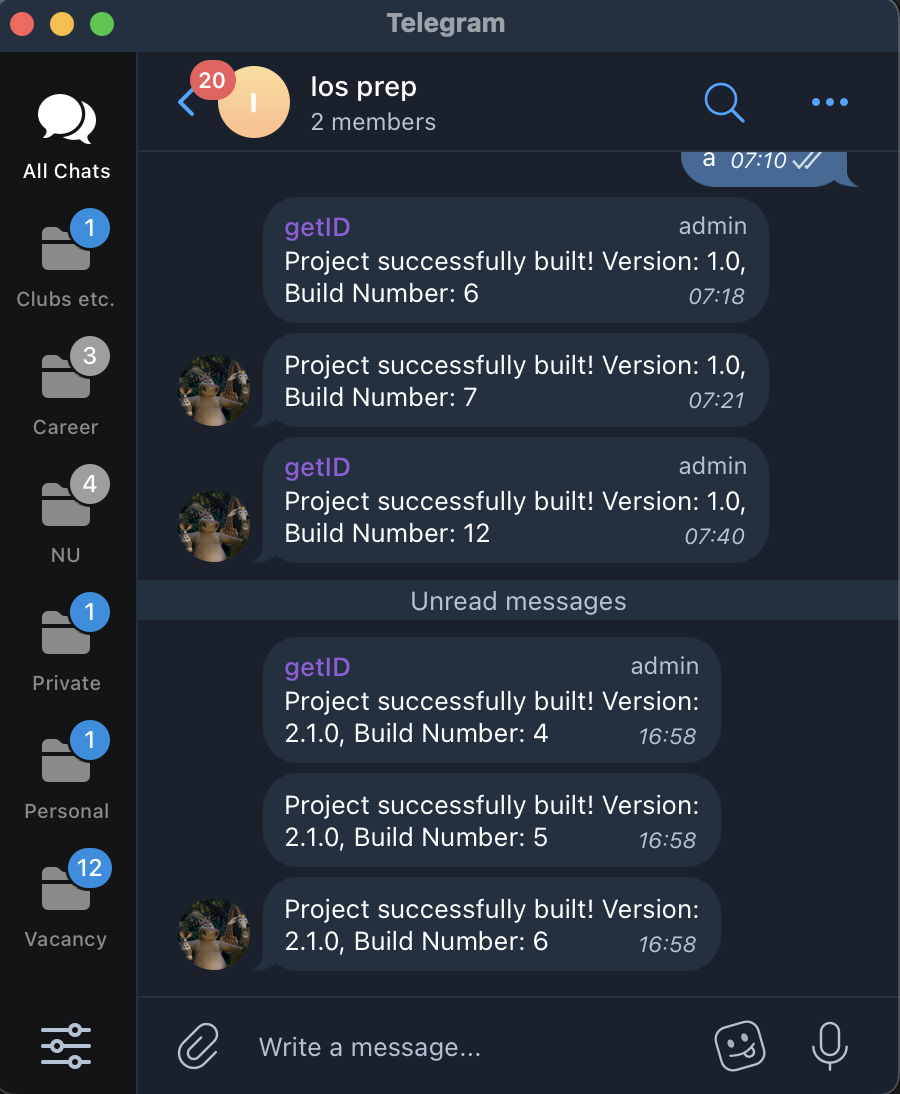 Telegram
20
I
Ios prep
2 members
All Chats
1
Clubs etc.
3
Career
4
NU
1
Private
1
Personal
12
Vacancy
a 07:10
getID admin
Project successfully built! Version: 1.0,
Build Number: 6 07:18
Project successfully built! Version: 1.0,
Build Number: 7 07:21
getID admin
Project successfully built! Version: 1.0,
Build Number: 12 07:40
Unread messages
getID admin
Project successfully built! Version:
2.1.0, Build Number: 4 16:58
Project successfully built! Version:
2.1.0, Build Number: 5 16:58
Project successfully built! Version:
2.1.0, Build Number: 6 16:58
Write a message...